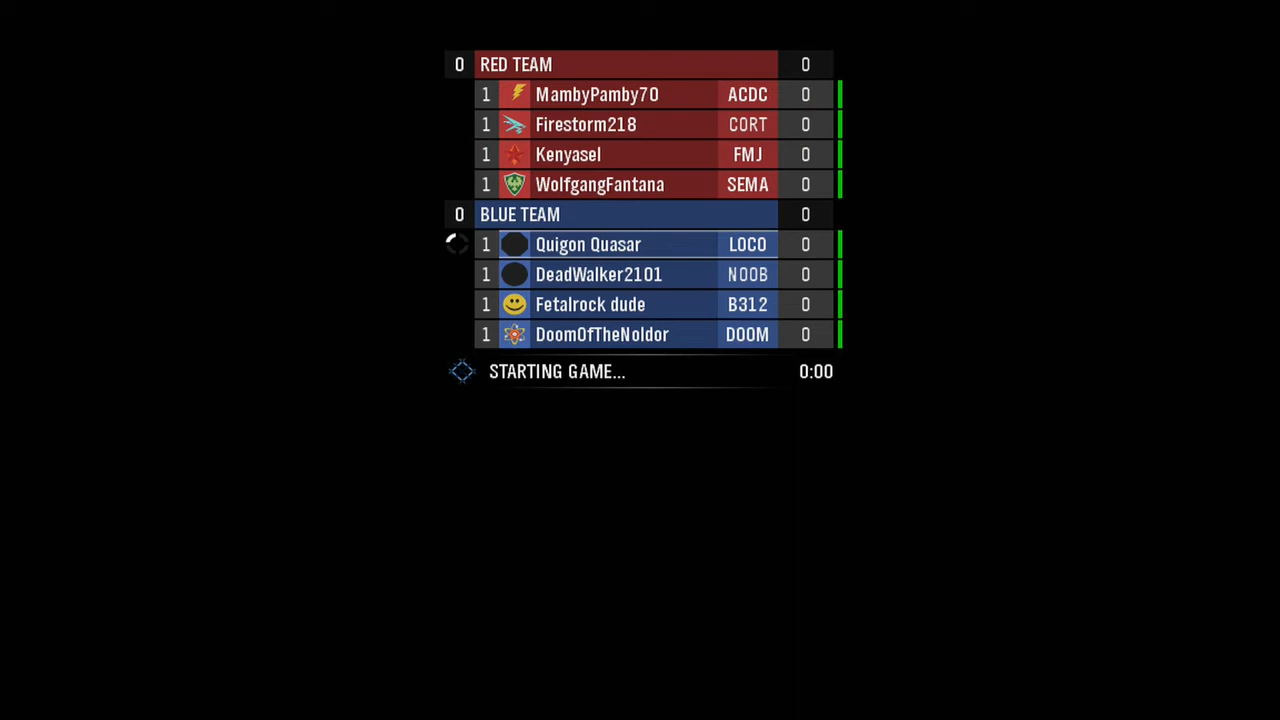 0 RED TEAM 0
1 MambyPamby70 ACDC 0
1 Firestorm218 CORT 0
1 Kenyasel FMJ 0
1 WolfgangFantana SEMA 0
0 BLUE TEAM 0
1 Quigon Quasar LOCO 0
1 DeadWalker2101 NOOB 0
1 Fetalrock dude B312 0
1 DoomOfTheNoldor DOOM 0
STARTING GAME... 0:00